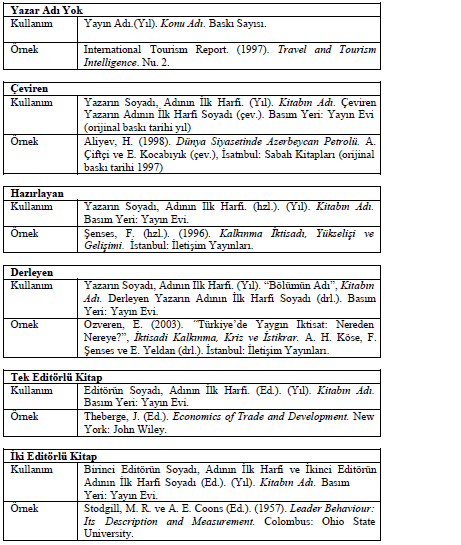 Yazar Adı Yok
Kullanım Yayın Adı.(Yıl). Konu Adı. Baskı Sayısı.
Örnek International Tourism Report. (1997). Travel and Tourism
Intelligence. Nu. 2.
Çeviren
Kullanım Yazarın Soyadı, Adının İlk Harfi. (Yıl). Kitabın Adı. Çeviren
Yazarın Adının İlk Harfi Soyadı (çev.). Basım Yeri: Yayın Evi
(orijinal baskı tarihi yıl)
Örnek Aliyev, H. (1998). Dünya Siyasetinde Azerbeycan Petrolü. A.
Çiftçi ve E. Kocabıyık (çev.), İsatnbul: Sabah Kitapları (orijinal
baskı tarihi 1997)
Hazırlayan
Kullanım Yazarın Soyadı, Adının İlk Harfi. (hzl.). (Yıl). Kitabın Adı.
Basım Yeri: Yayın Evi.
Örnek Şenses, F. (hzl.). (1996). Kalkınma İktisadı, Yükselişi ve
Gelişimi. İstanbul: İletişim Yayınları.
Derleyen
Kullanım Yazarın Soyadı, Adının İlk Harfi. (Yıl). “Bölümün Adı”, Kitabın
Adı. Derleyen Yazarın Adının İlk Harfi Soyadı (drl.). Basım
Yeri: Yayın Evi.
Örnek Özveren, E. (2003). “Türkiye’de Yaygın İktisat: Nereden
Nereye?”, İktisadi Kalkınma, Kriz ve İstikrar. A. H. Köse, F.
Şenses ve E. Yeldan (drl.). İstanbul: İletişim Yayınları.
Tek Editörlü Kitap
Kullanım Editörün Soyadı, Adının İlk Harfi. (Ed.). (Yıl). Kitabın Adı.
Basım Yeri: Yayın Evi.
Örnek Theberge, J. (Ed.). Economics of Trade and Development. New
York: John Wiley.
İki Editörlü Kitap
Kullanım Birinci Editörün Soyadı, Adının İlk Harfi ve İkinci Editörün
Adının İlk Harfi Soyadı (Ed.). (Yıl). Kitabın Adı. Basım
Yeri: Yayın Evi.
Örnek Stodgill, M. R. ve A. E. Coons (Ed.). (1957). Leader Behaviour:
Its Description and Measurement. Colombus: Ohio State
University.